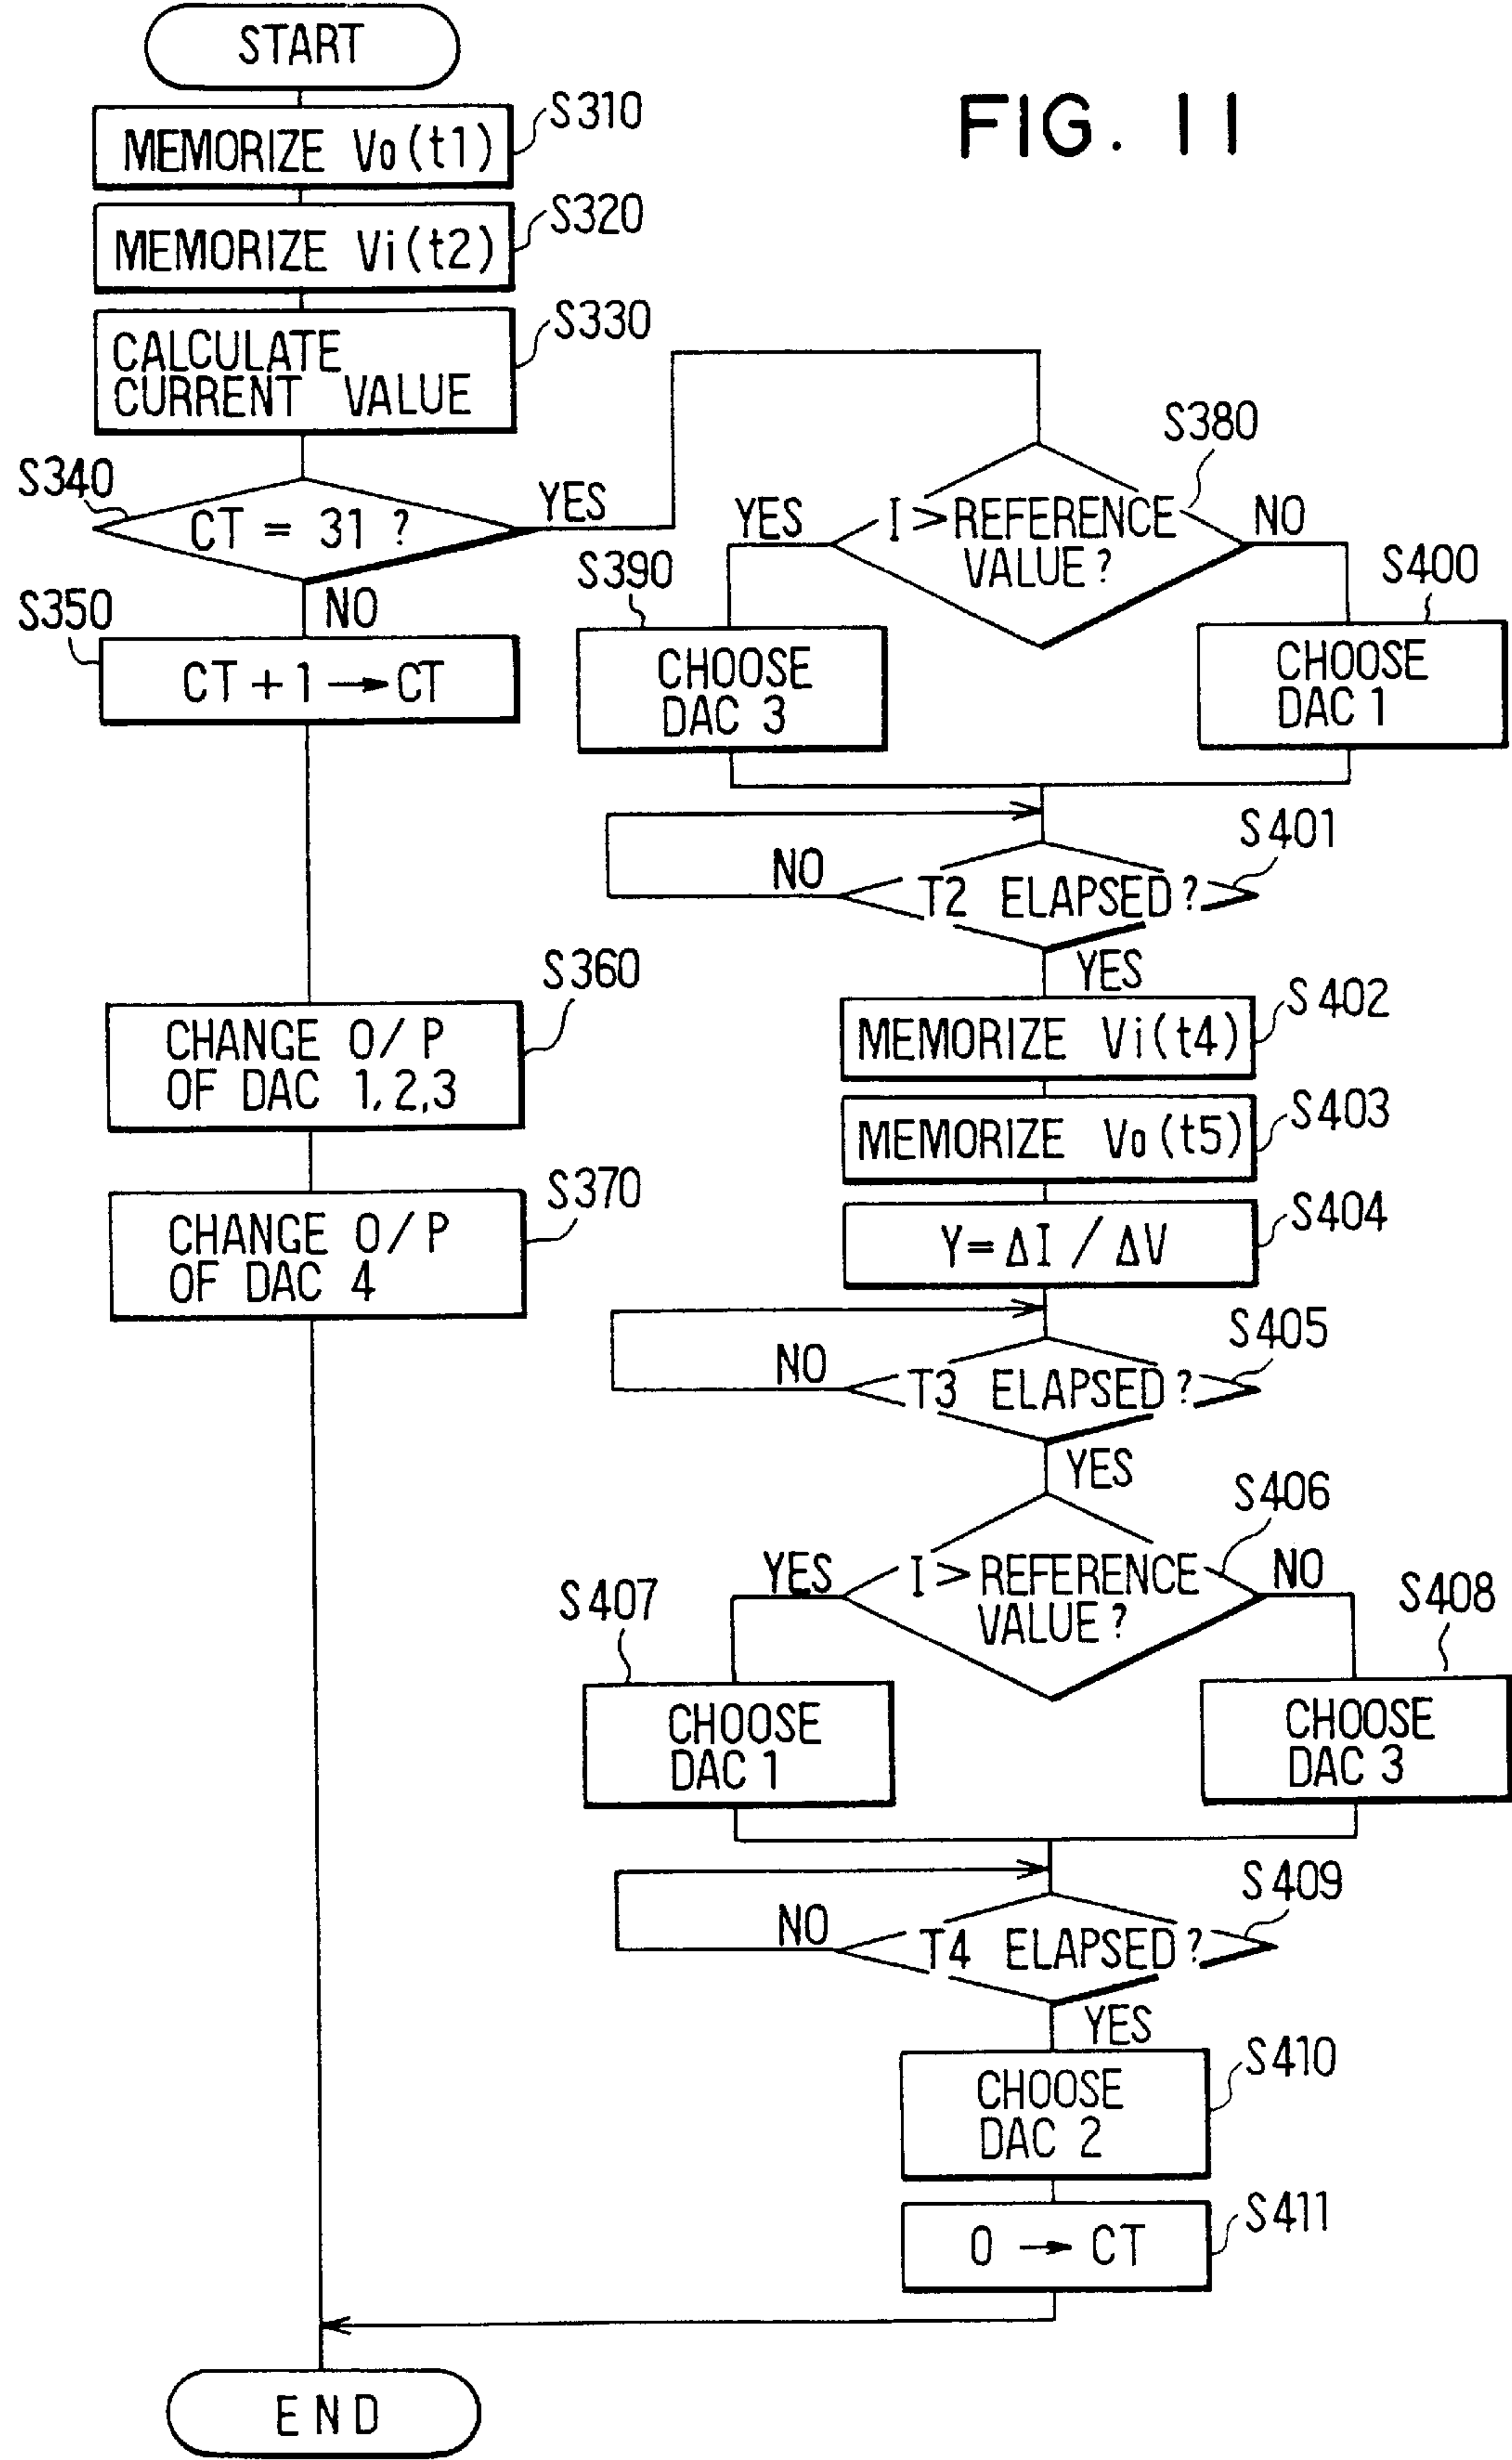 START
FIG. 11
S310
MEMORIZE Vo(t1)
S320
MEMORIZE Vi(t2)
S330
CALCULATE
CURRENT VALUE
S340
CT = 31 ?
YES
NO
S350
CT + 1 → CT
S360
CHANGE O/P
OF DAC 1,2,3
S370
CHANGE O/P
OF DAC 4
S380
I > REFERENCE
VALUE?
YES
NO
S390
CHOOSE
DAC 3
S400
CHOOSE
DAC 1
S401
T2 ELAPSED?
NO
YES
S402
MEMORIZE Vi(t4)
S403
MEMORIZE Vo(t5)
S404
Y=ΔI / ΔV
S405
T3 ELAPSED?
NO
YES
S406
I > REFERENCE
VALUE?
YES
NO
S407
CHOOSE
DAC 1
S408
CHOOSE
DAC 3
S409
T4 ELAPSED?
NO
YES
S410
CHOOSE
DAC 2
S411
0 → CT
END